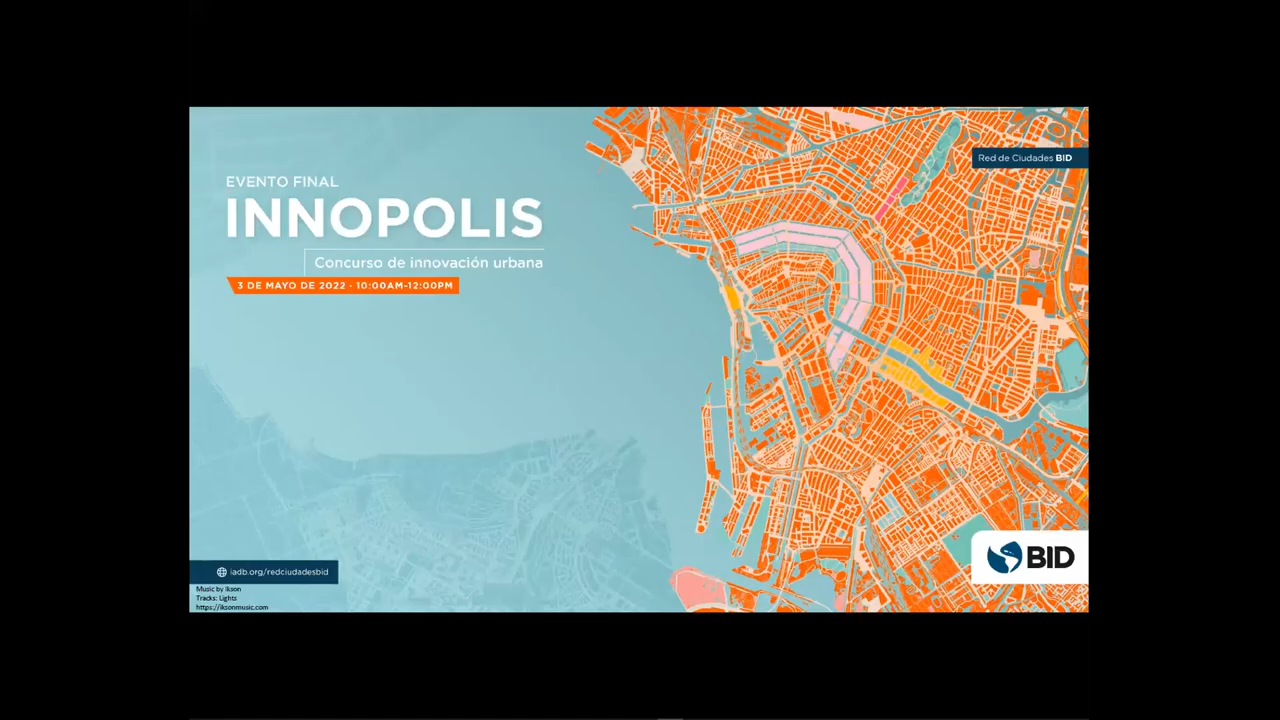 EVENTO FINAL
INNOPOLIS
Concurso de innovación urbana
3 DE MAYO DE 2022 · 10:00AM-12:00PM
Red de Ciudades BID
BID
iadb.org/redciudadesbid
Music by ikson
Tracks: Lights
https://iksonmusic.com